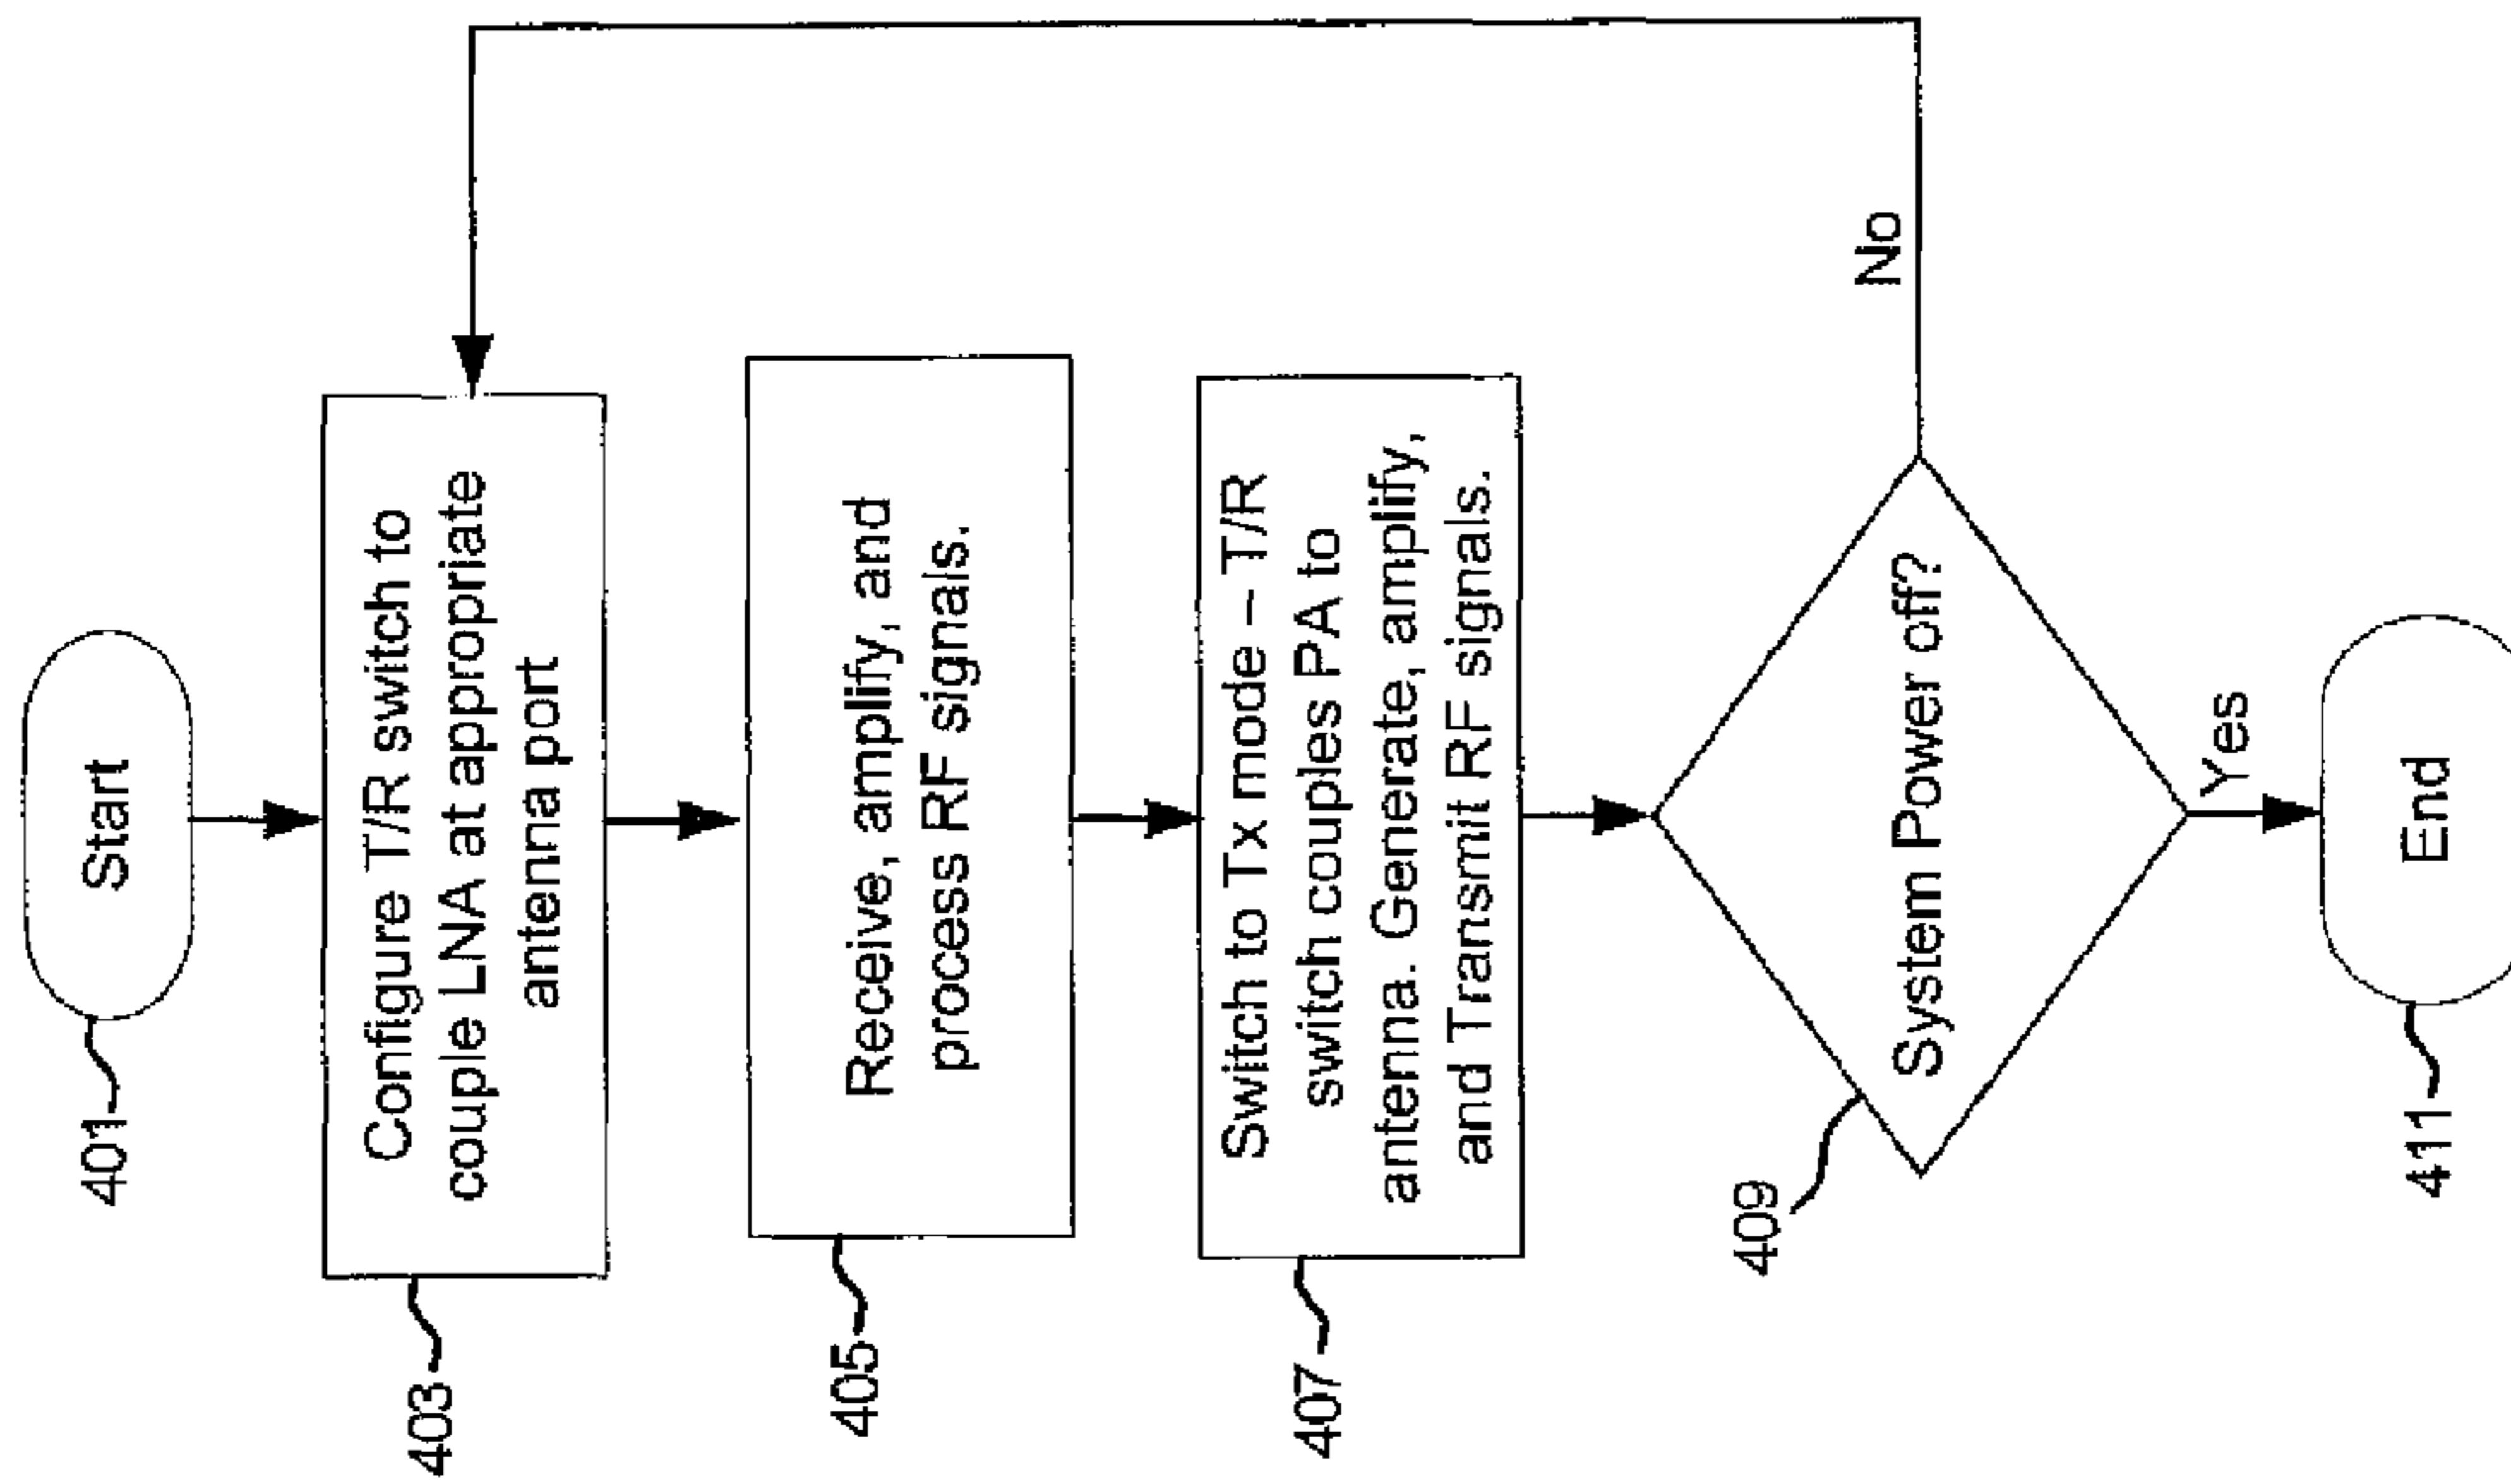 Start
401
Configure T/R switch to
couple LNA at appropriate
antenna port
403
Receive, amplify, and
process RF signals.
405
Switch to Tx mode – T/R
switch couples PA to
antenna. Generate, amplify,
and Transmit RF signals.
407
System Power off?
409
No
Yes
End
411